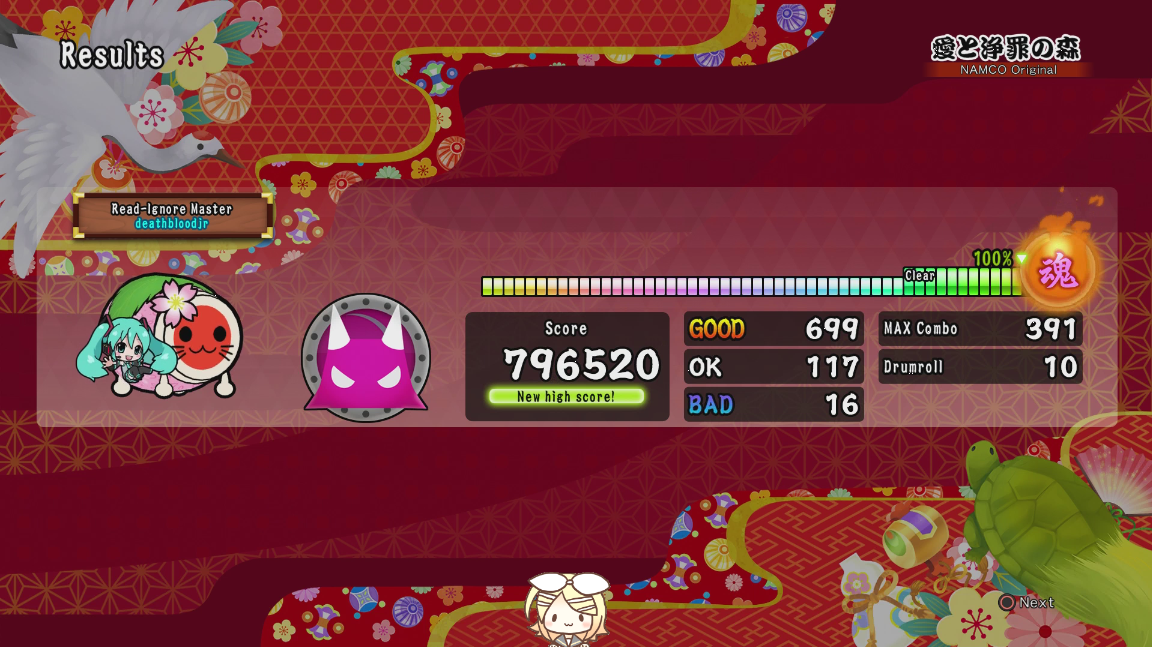 Results
愛と浄罪の森
NAMCO Original
Read-Ignore Master
deathbloodjr
100%
Clear
魂
Score
796520
New high score!
GOOD 699
OK 117
BAD 16
MAX Combo 391
Drumroll 10
Next